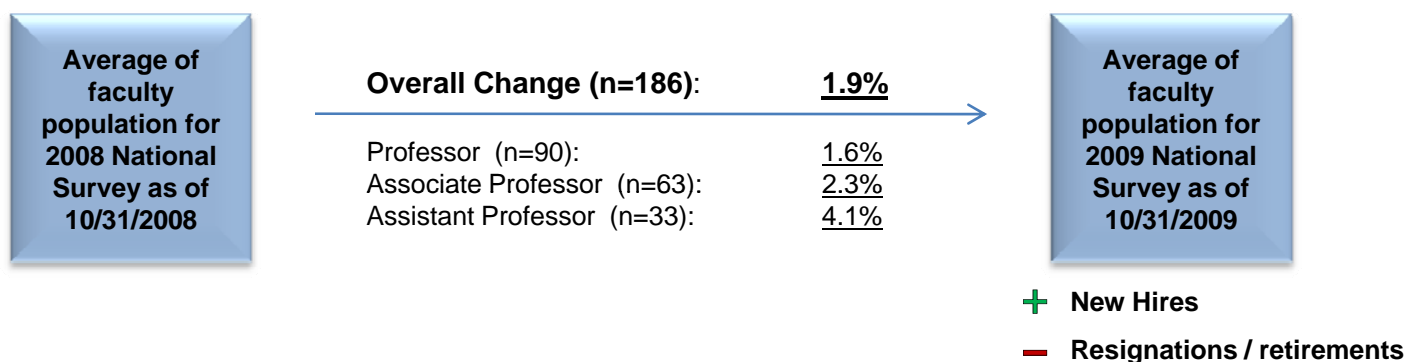 Average of
faculty
population for
2008 National
Survey as of
10/31/2008
Overall Change (n=186): 1.9%
Professor (n=90): 1.6%
Associate Professor (n=63): 2.3%
Assistant Professor (n=33): 4.1%
Average of
faculty
population for
2009 National
Survey as of
10/31/2009
New Hires
Resignations / retirements